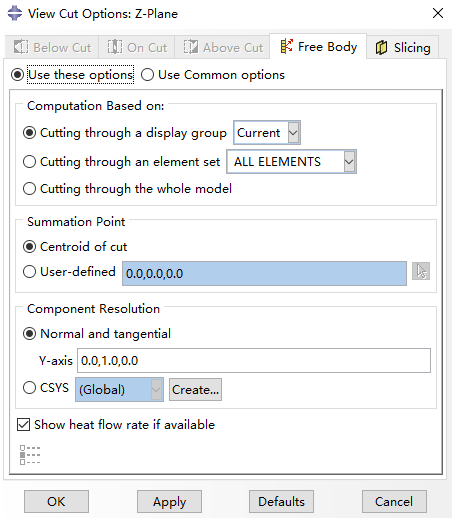 View Cut Options: Z-Plane
Below Cut On Cut Above Cut Free Body Slicing
Use these options Use Common options
Computation Based on:
Cutting through a display group Current
Cutting through an element set ALL ELEMENTS
Cutting through the whole model
Summation Point
Centroid of cut
User-defined 0.0,0.0,0.0
Component Resolution
Normal and tangential
Y-axis 0.0,1.0,0.0
CSYS (Global) Create...
Show heat flow rate if available
OK Apply Defaults Cancel